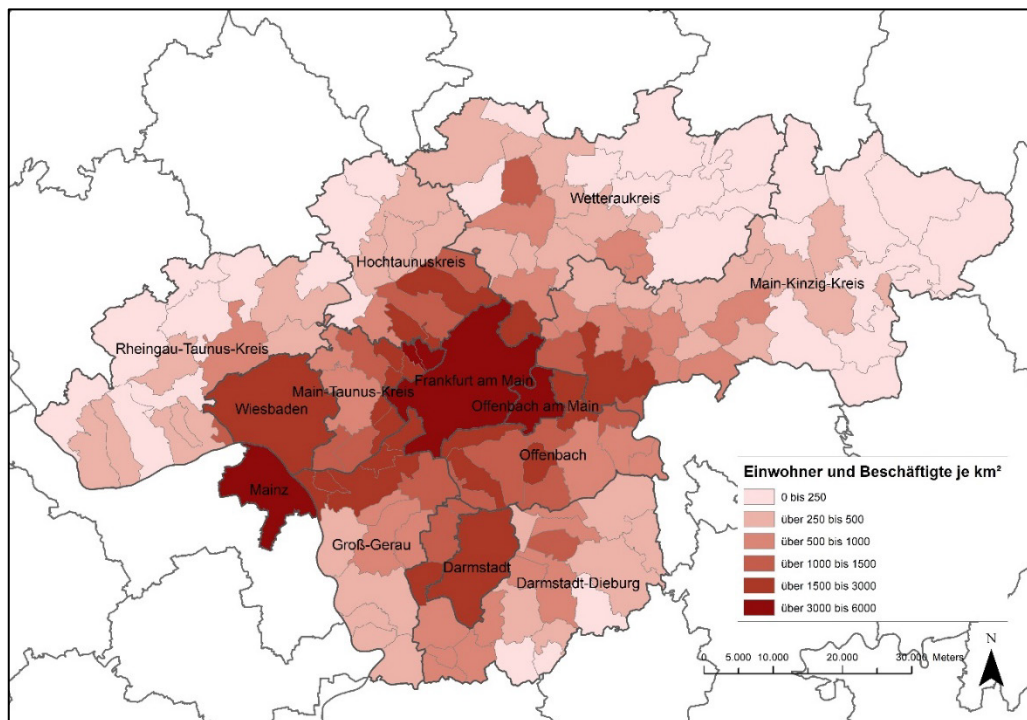 Wetteraukreis
Hochtaunuskreis
Main-Kinzig-Kreis
Rheingau-Taunus-Kreis
Main-Taunus-Kreis
Frankfurt am Main
Wiesbaden
Offenbach am Main
Offenbach
Mainz
Groß-Gerau
Darmstadt
Darmstadt-Dieburg
Einwohner und Beschäftigte je km²
0 bis 250
über 250 bis 500
über 500 bis 1000
über 1000 bis 1500
über 1500 bis 3000
über 3000 bis 6000
N
0 5.000 10.000 20.000 30.000 Meters